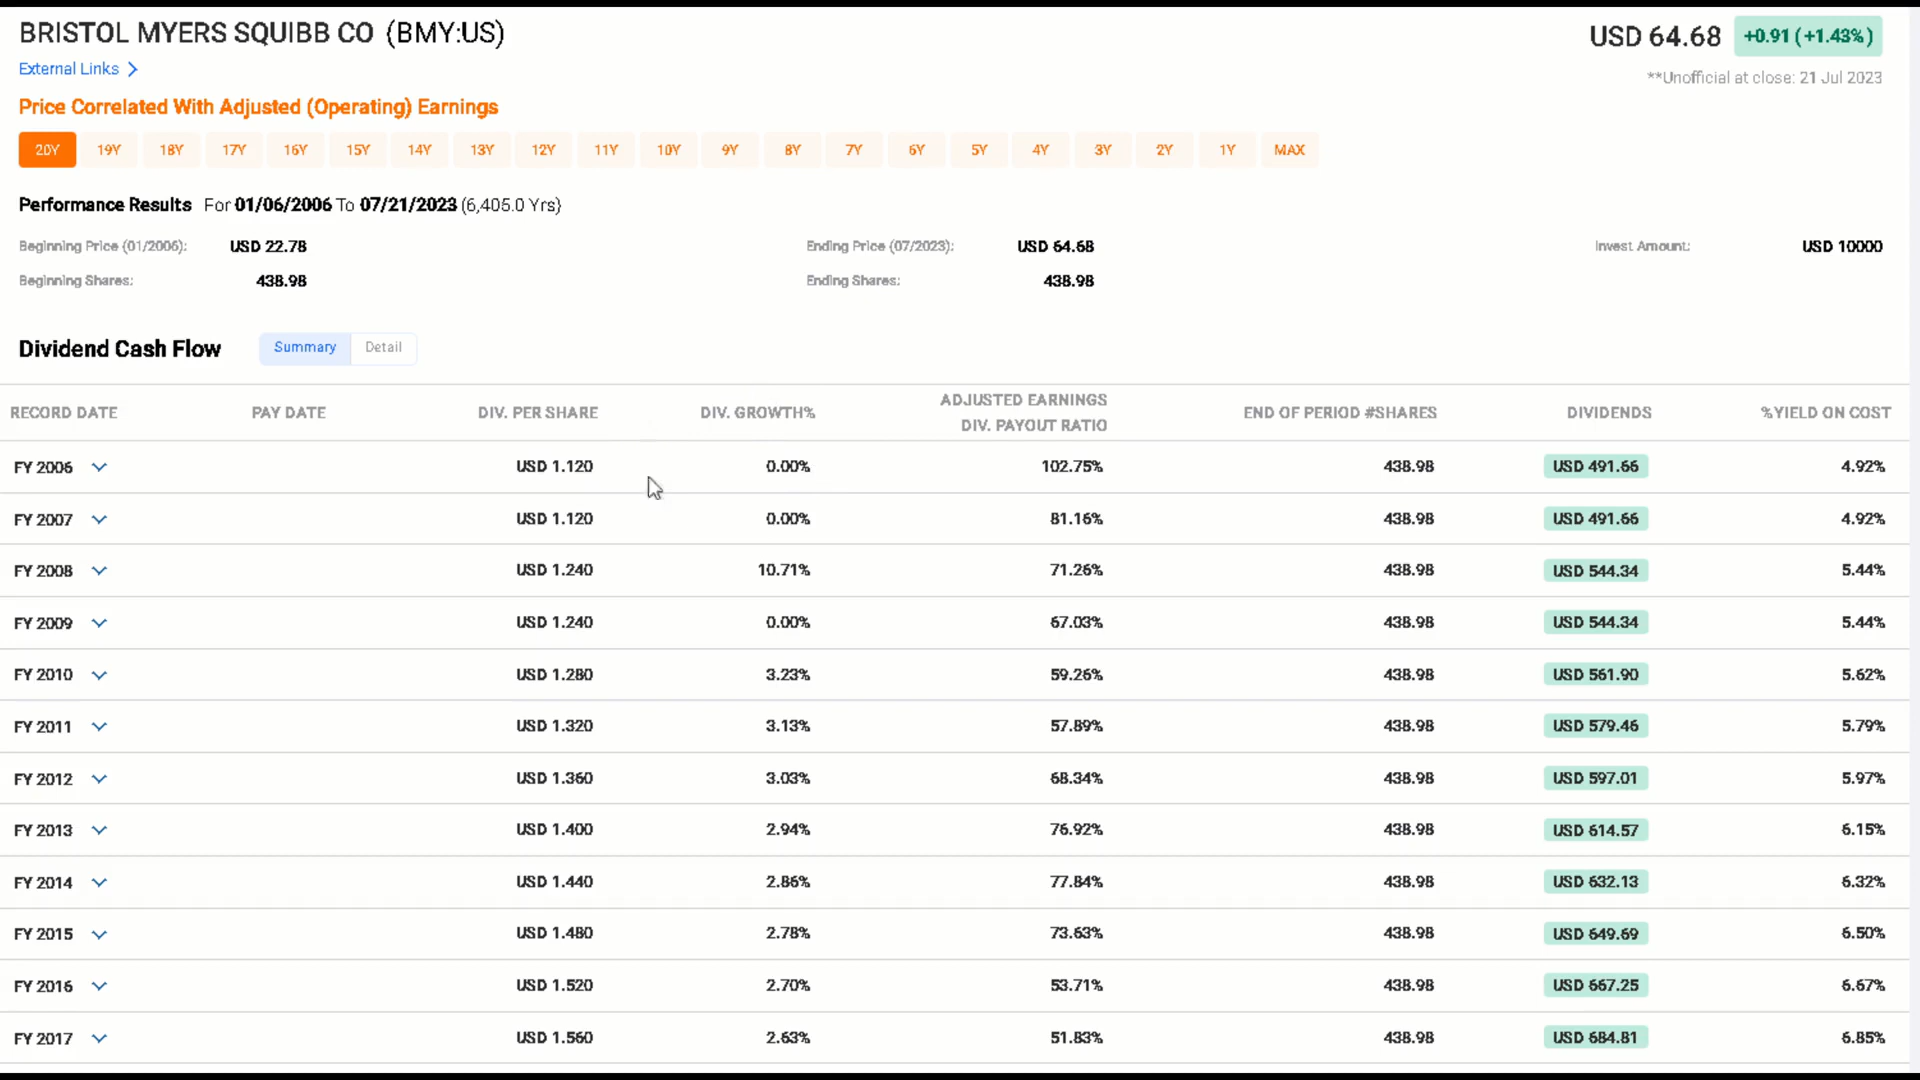 BRISTOL MYERS SQUIBB CO (BMY:US)
USD 64.68 +0.91 (+1.43%)
External Links
**Unofficial at close: 21 Jul 2023
Price Correlated With Adjusted (Operating) Earnings
20Y 19Y 18Y 17Y 16Y 15Y 14Y 13Y 12Y 11Y 10Y 9Y 8Y 7Y 6Y 5Y 4Y 3Y 2Y 1Y MAX
Performance Results For 01/06/2006 To 07/21/2023 (6,405.0 Yrs)
Beginning Price (01/2006): USD 22.78 Ending Price (07/2023): USD 64.68 Invest Amount: USD 10000
Beginning Shares: 438.98 Ending Shares: 438.98
Dividend Cash Flow Summary Detail
RECORD DATE PAY DATE DIV. PER SHARE DIV. GROWTH% ADJUSTED EARNINGS DIV. PAYOUT RATIO END OF PERIOD #SHARES DIVIDENDS %YIELD ON COST
FY 2006 USD 1.120 0.00% 102.75% 438.98 USD 491.66 4.92%
FY 2007 USD 1.120 0.00% 81.16% 438.98 USD 491.66 4.92%
FY 2008 USD 1.240 10.71% 71.26% 438.98 USD 544.34 5.44%
FY 2009 USD 1.240 0.00% 67.03% 438.98 USD 544.34 5.44%
FY 2010 USD 1.280 3.23% 59.26% 438.98 USD 561.90 5.62%
FY 2011 USD 1.320 3.13% 57.89% 438.98 USD 579.46 5.79%
FY 2012 USD 1.360 3.03% 68.34% 438.98 USD 597.01 5.97%
FY 2013 USD 1.400 2.94% 76.92% 438.98 USD 614.57 6.15%
FY 2014 USD 1.440 2.86% 77.84% 438.98 USD 632.13 6.32%
FY 2015 USD 1.480 2.78% 73.63% 438.98 USD 649.69 6.50%
FY 2016 USD 1.520 2.70% 53.71% 438.98 USD 667.25 6.67%
FY 2017 USD 1.560 2.63% 51.83% 438.98 USD 684.81 6.85%